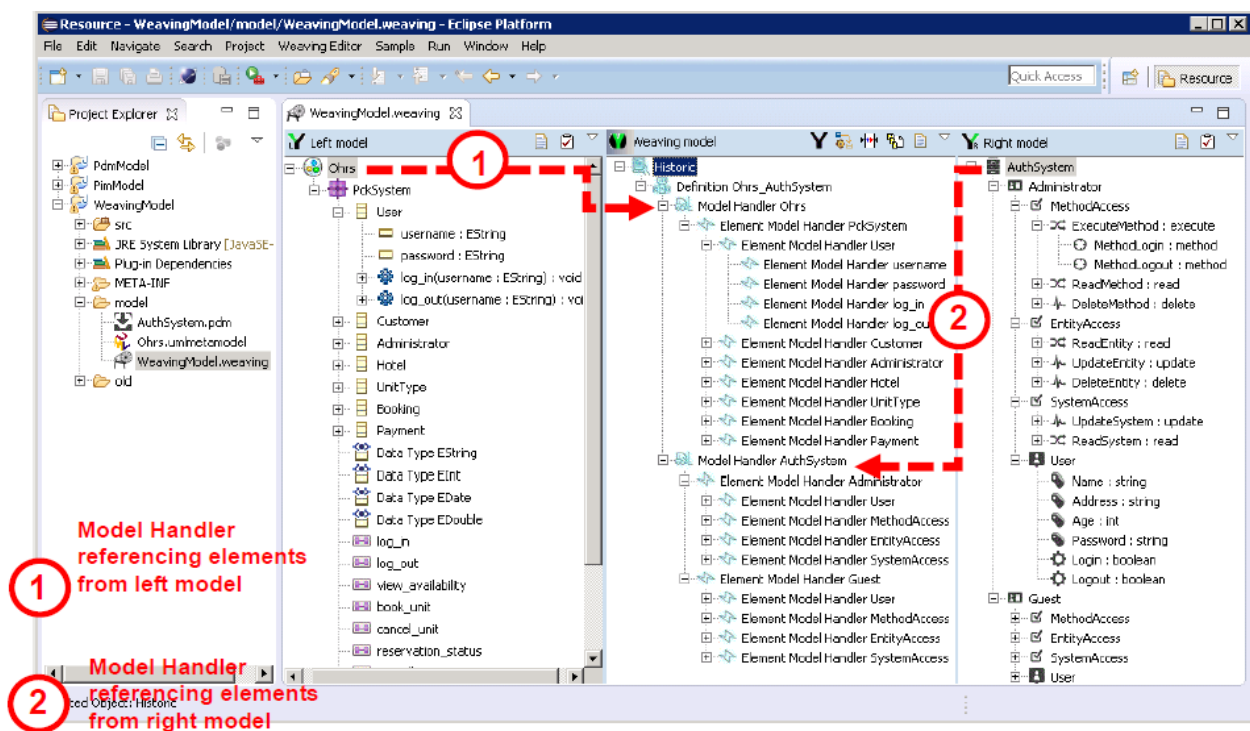 Resource - WeavingModel/model/WeavingModel.weaving - Eclipse Platform
File Edit Navigate Search Project Weaving Editor Sample Run Window Help
Quick Access
Resource
Project Explorer
PdmModel
PimModel
WeavingModel
src
JRE System Library [JavaSE-
Plug-in Dependencies
META-INF
model
AuthSystem.pdm
Ohrs.umlmetamodel
WeavingModel.weaving
old
WeavingModel.weaving
Left model
Ohrs
PckSystem
User
username : EString
password : EString
log_in(username : EString) : void
log_out(username : EString) : voi
Customer
Administrator
Hotel
UnitType
Booking
Payment
Data Type EString
Data Type EInt
Data Type EDate
Data Type EDouble
log_in
log_out
view_availability
book_unit
cancel_unit
reservation_status
Weaving model
Historic
Definition Ohrs_AuthSystem
Model Handler Ohrs
Element Model Handler PckSystem
Element Model Handler User
Element Model Handler username
Element Model Handler password
Element Model Handler log_in
Element Model Handler log_ou
Element Model Handler Customer
Element Model Handler Administrator
Element Model Handler Hotel
Element Model Handler UnitType
Element Model Handler Booking
Element Model Handler Payment
Model Handler AuthSystem
Element Model Handler Administrator
Element Model Handler User
Element Model Handler MethodAccess
Element Model Handler EntityAccess
Element Model Handler SystemAccess
Element Model Handler Guest
Element Model Handler User
Element Model Handler MethodAccess
Element Model Handler EntityAccess
Element Model Handler SystemAccess
Right model
AuthSystem
Administrator
MethodAccess
ExecuteMethod : execute
MethodLogin : method
MethodLogout : method
ReadMethod : read
DeleteMethod : delete
EntityAccess
ReadEntity : read
UpdateEntity : update
DeleteEntity : delete
SystemAccess
UpdateSystem : update
ReadSystem : read
User
Name : string
Address : string
Age : int
Password : string
Login : boolean
Logout : boolean
Guest
MethodAccess
EntityAccess
SystemAccess
User
1
2
1
Model Handler
referencing elements
from left model
2
Model Handler
referencing elements
from right model
Object: Historic